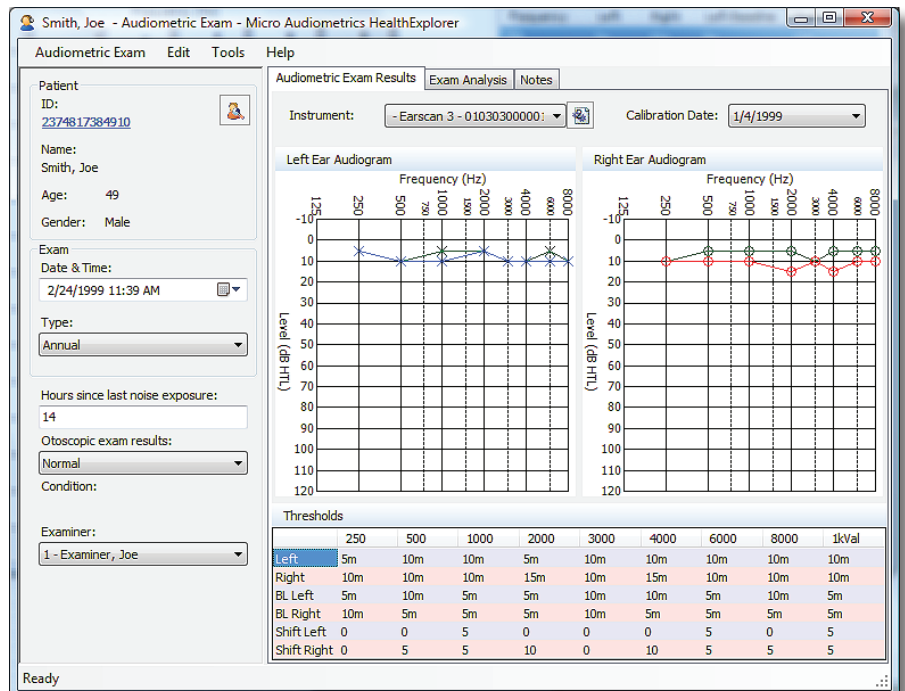 Smith, Joe - Audiometric Exam - Micro Audiometrics HealthExplorer
Audiometric Exam Edit Tools Help
Patient
ID:
2374817384910
Name:
Smith, Joe
Age: 49
Gender: Male
Exam
Date & Time:
2/24/1999 11:39 AM
Type:
Annual
Hours since last noise exposure:
14
Otoscopic exam results:
Normal
Condition:
Examiner:
1 - Examiner, Joe
Audiometric Exam Results Exam Analysis Notes
Instrument: - Earscan 3 - 01030300000: Calibration Date: 1/4/1999
Left Ear Audiogram
Frequency (Hz)
125 250 500 750 1000 1500 2000 3000 4000 6000 8000
-10
0
10
20
30
40
50
60
70
80
90
100
110
120
Level (dB HTL)
Right Ear Audiogram
Frequency (Hz)
125 250 500 750 1000 1500 2000 3000 4000 6000 8000
-10
0
10
20
30
40
50
60
70
80
90
100
110
120
Level (dB HTL)
Thresholds
250 500 1000 2000 3000 4000 6000 8000 1kVal
Left 5m 10m 10m 5m 10m 10m 10m 10m 10m
Right 10m 10m 10m 15m 10m 15m 10m 10m 10m
BL Left 5m 10m 5m 5m 10m 10m 5m 10m 5m
BL Right 10m 5m 5m 5m 10m 5m 5m 5m 5m
Shift Left 0 0 5 0 0 0 5 0 5
Shift Right 0 5 5 10 0 10 5 5 5
Ready